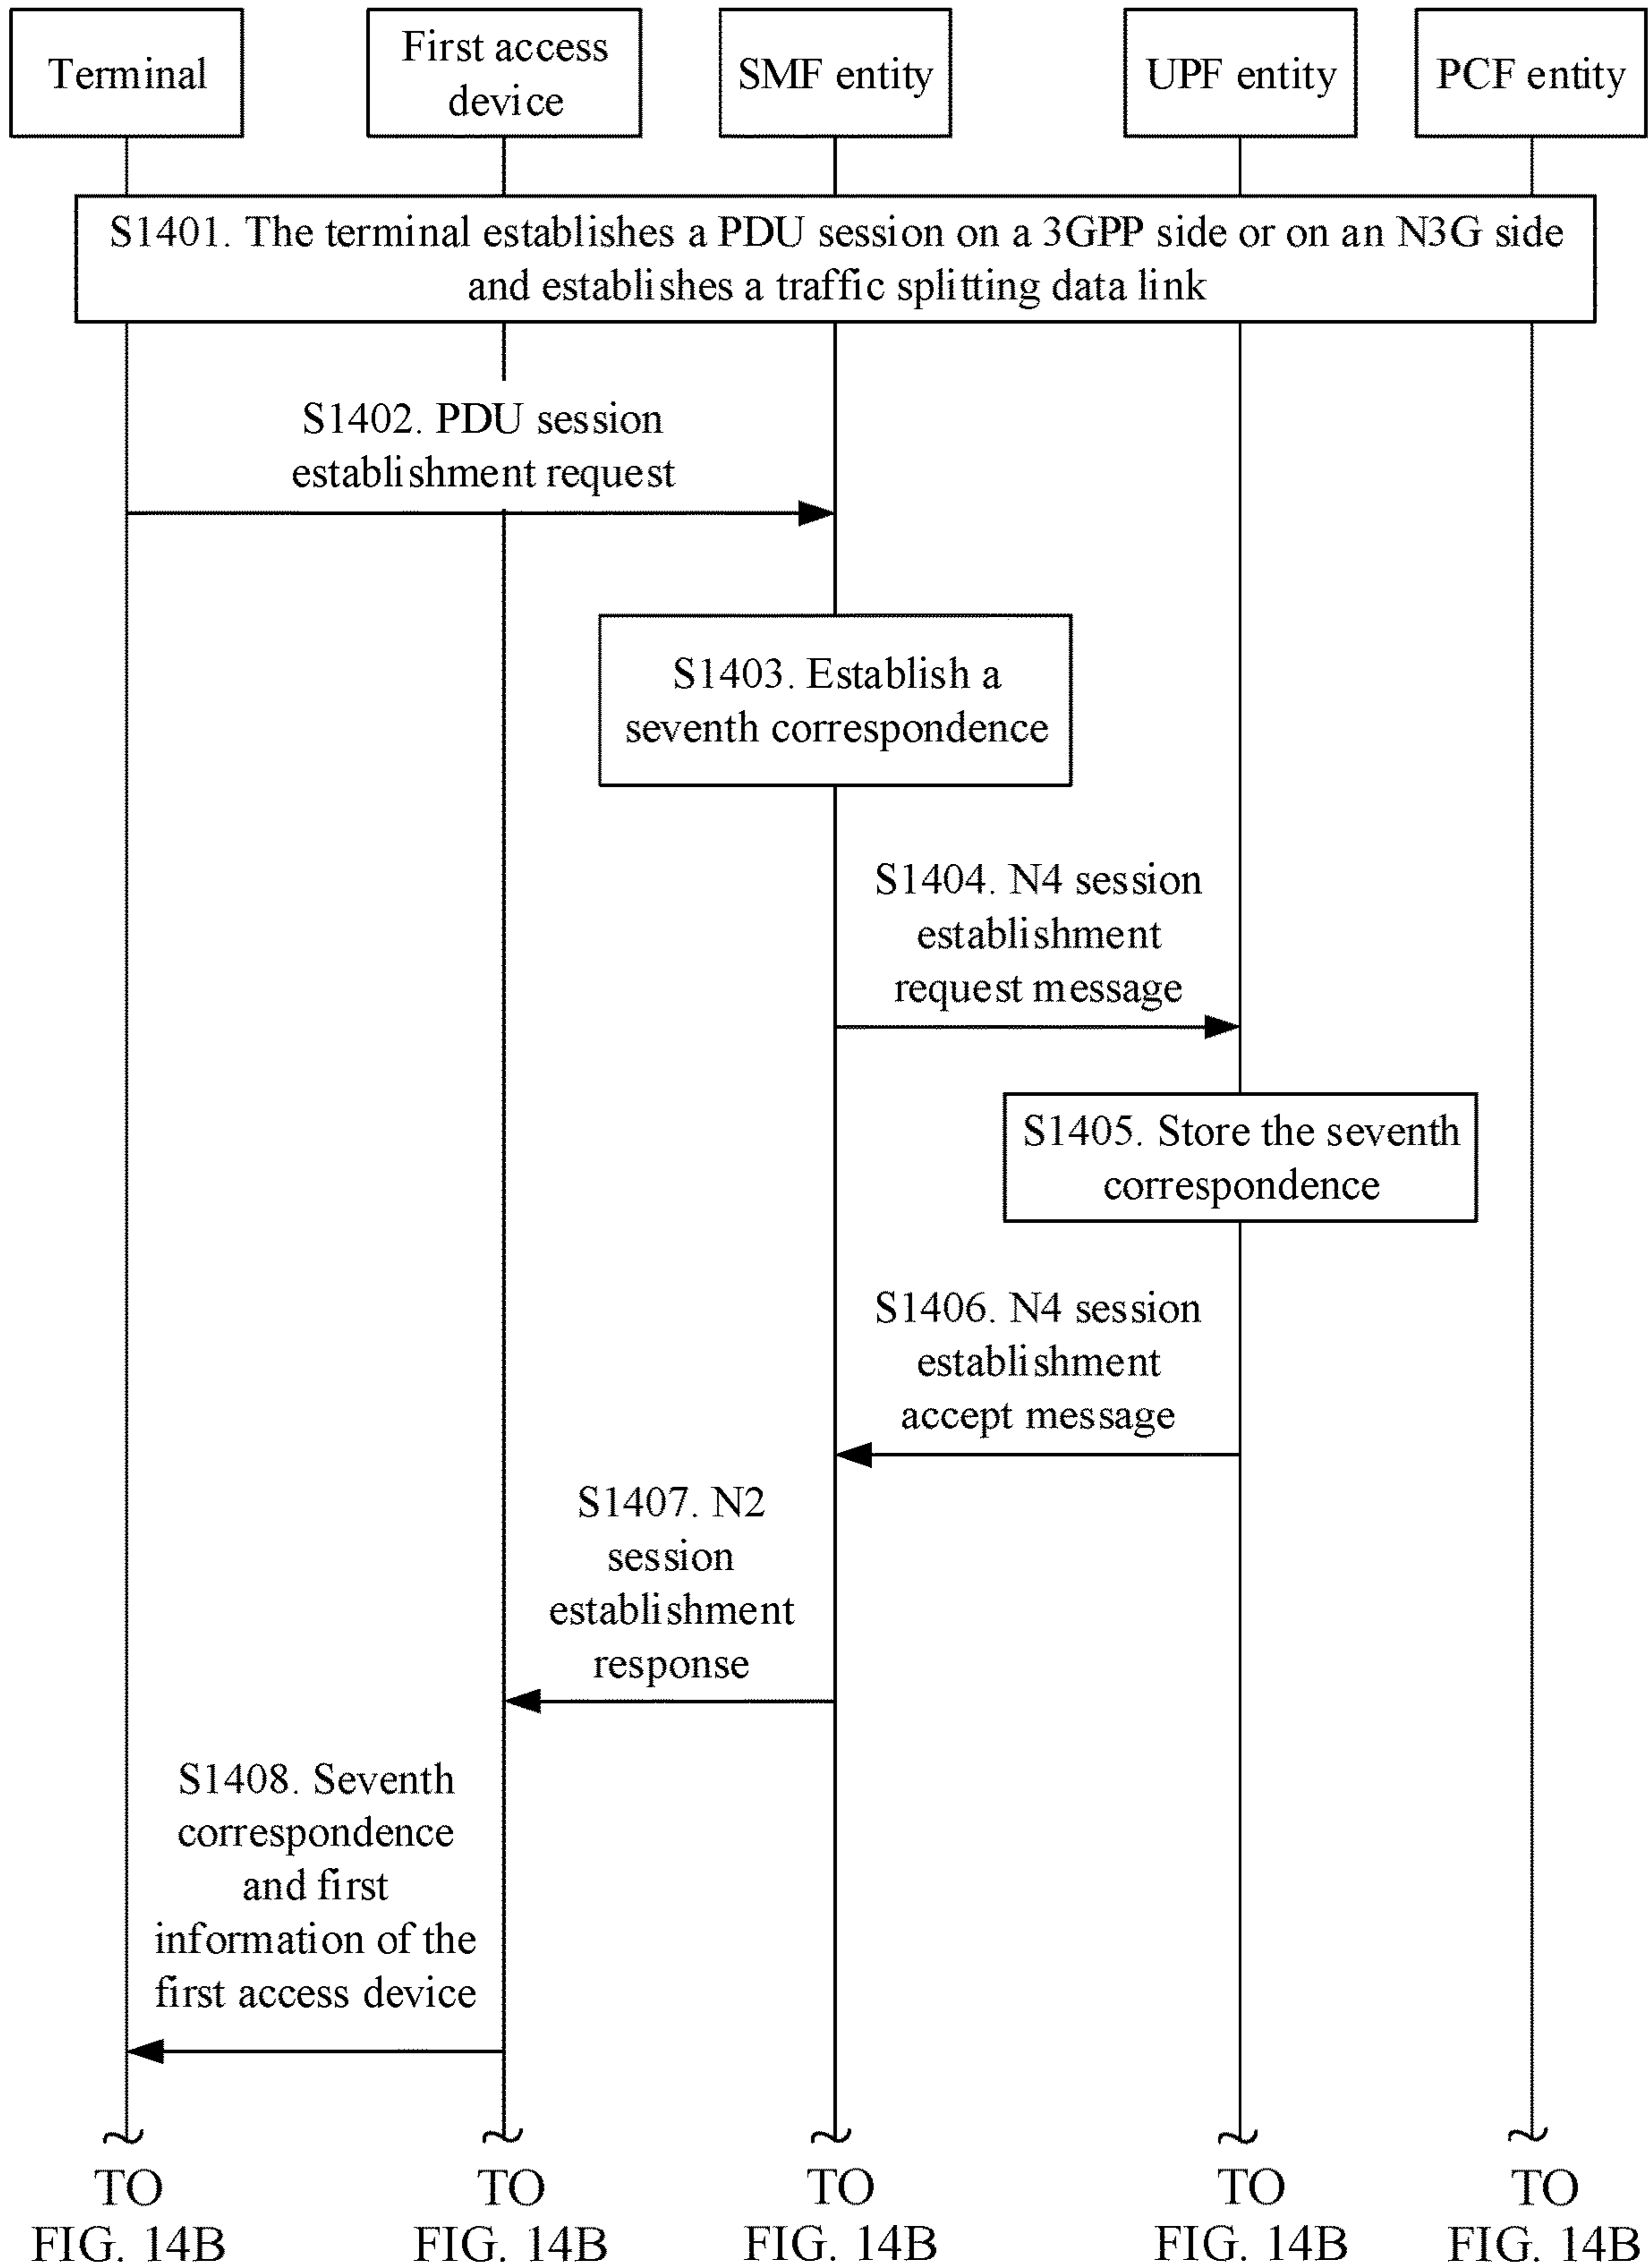 Terminal
First access
device
SMF entity
UPF entity
PCF entity
S1401. The terminal establishes a PDU session on a 3GPP side or on an N3G side
and establishes a traffic splitting data link
S1402. PDU session
establishment request
S1403. Establish a
seventh correspondence
S1404. N4 session
establishment
request message
S1405. Store the seventh
correspondence
S1406. N4 session
establishment
accept message
S1407. N2
session
establishment
response
S1408. Seventh
correspondence
and first
information of the
first access device
TO
FIG. 14B
TO
FIG. 14B
TO
FIG. 14B
TO
FIG. 14B
TO
FIG. 14B